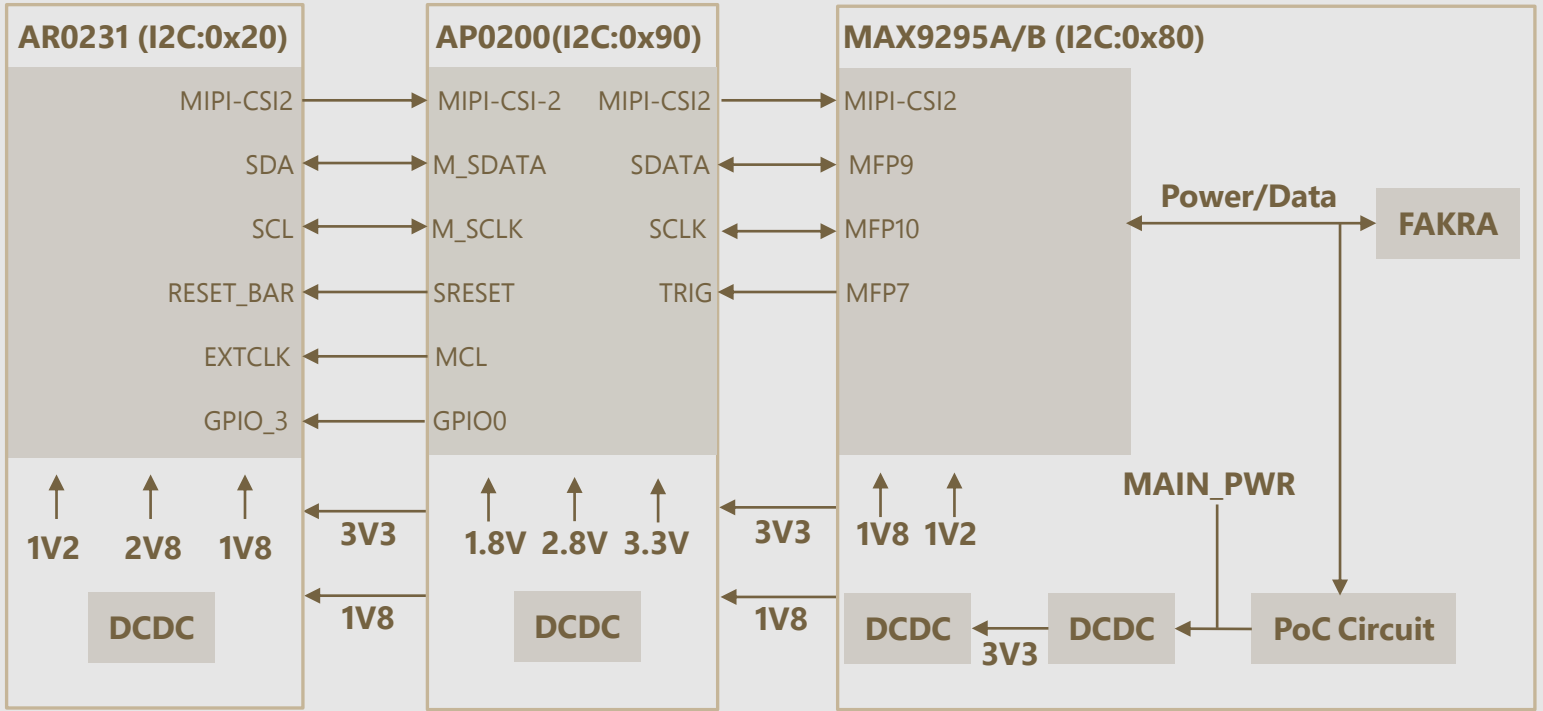 AR0231 (I2C:0x20)
AP0200(I2C:0x90)
MAX9295A/B (I2C:0x80)
MIPI-CSI2
MIPI-CSI-2
MIPI-CSI2
MIPI-CSI2
SDA
M_SDATA
SDATA
MFP9
SCL
M_SCLK
SCLK
MFP10
Power/Data
FAKRA
RESET_BAR
SRESET
TRIG
MFP7
EXTCLK
MCL
GPIO_3
GPIO0
MAIN_PWR
1V2
2V8
1V8
3V3
1.8V
2.8V
3.3V
3V3
1V8
1V2
1V8
1V8
DCDC
DCDC
DCDC
3V3
DCDC
PoC Circuit